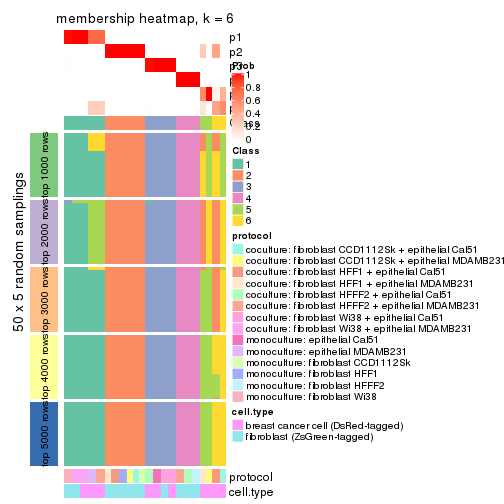 membership heatmap, k = 6
p1
p2
p3
Prob
1
0.8
0.6
0.4
0.2
0
Class
1
2
3
4
5
6
50 x 5 random samplings
top 1000 rows
top 2000 rows
top 3000 rows
top 4000 rows
top 5000 rows
protocol
coculture: fibroblast CCD1112Sk + epithelial Cal51
coculture: fibroblast CCD1112Sk + epithelial MDAMB231
coculture: fibroblast HFF1 + epithelial Cal51
coculture: fibroblast HFF1 + epithelial MDAMB231
coculture: fibroblast HFFF2 + epithelial Cal51
coculture: fibroblast HFFF2 + epithelial MDAMB231
coculture: fibroblast Wi38 + epithelial Cal51
coculture: fibroblast Wi38 + epithelial MDAMB231
monoculture: epithelial Cal51
monoculture: epithelial MDAMB231
monoculture: fibroblast CCD1112Sk
monoculture: fibroblast HFF1
monoculture: fibroblast HFFF2
monoculture: fibroblast Wi38
cell.type
breast cancer cell (DsRed-tagged)
fibroblast (ZsGreen-tagged)
protocol
cell.type